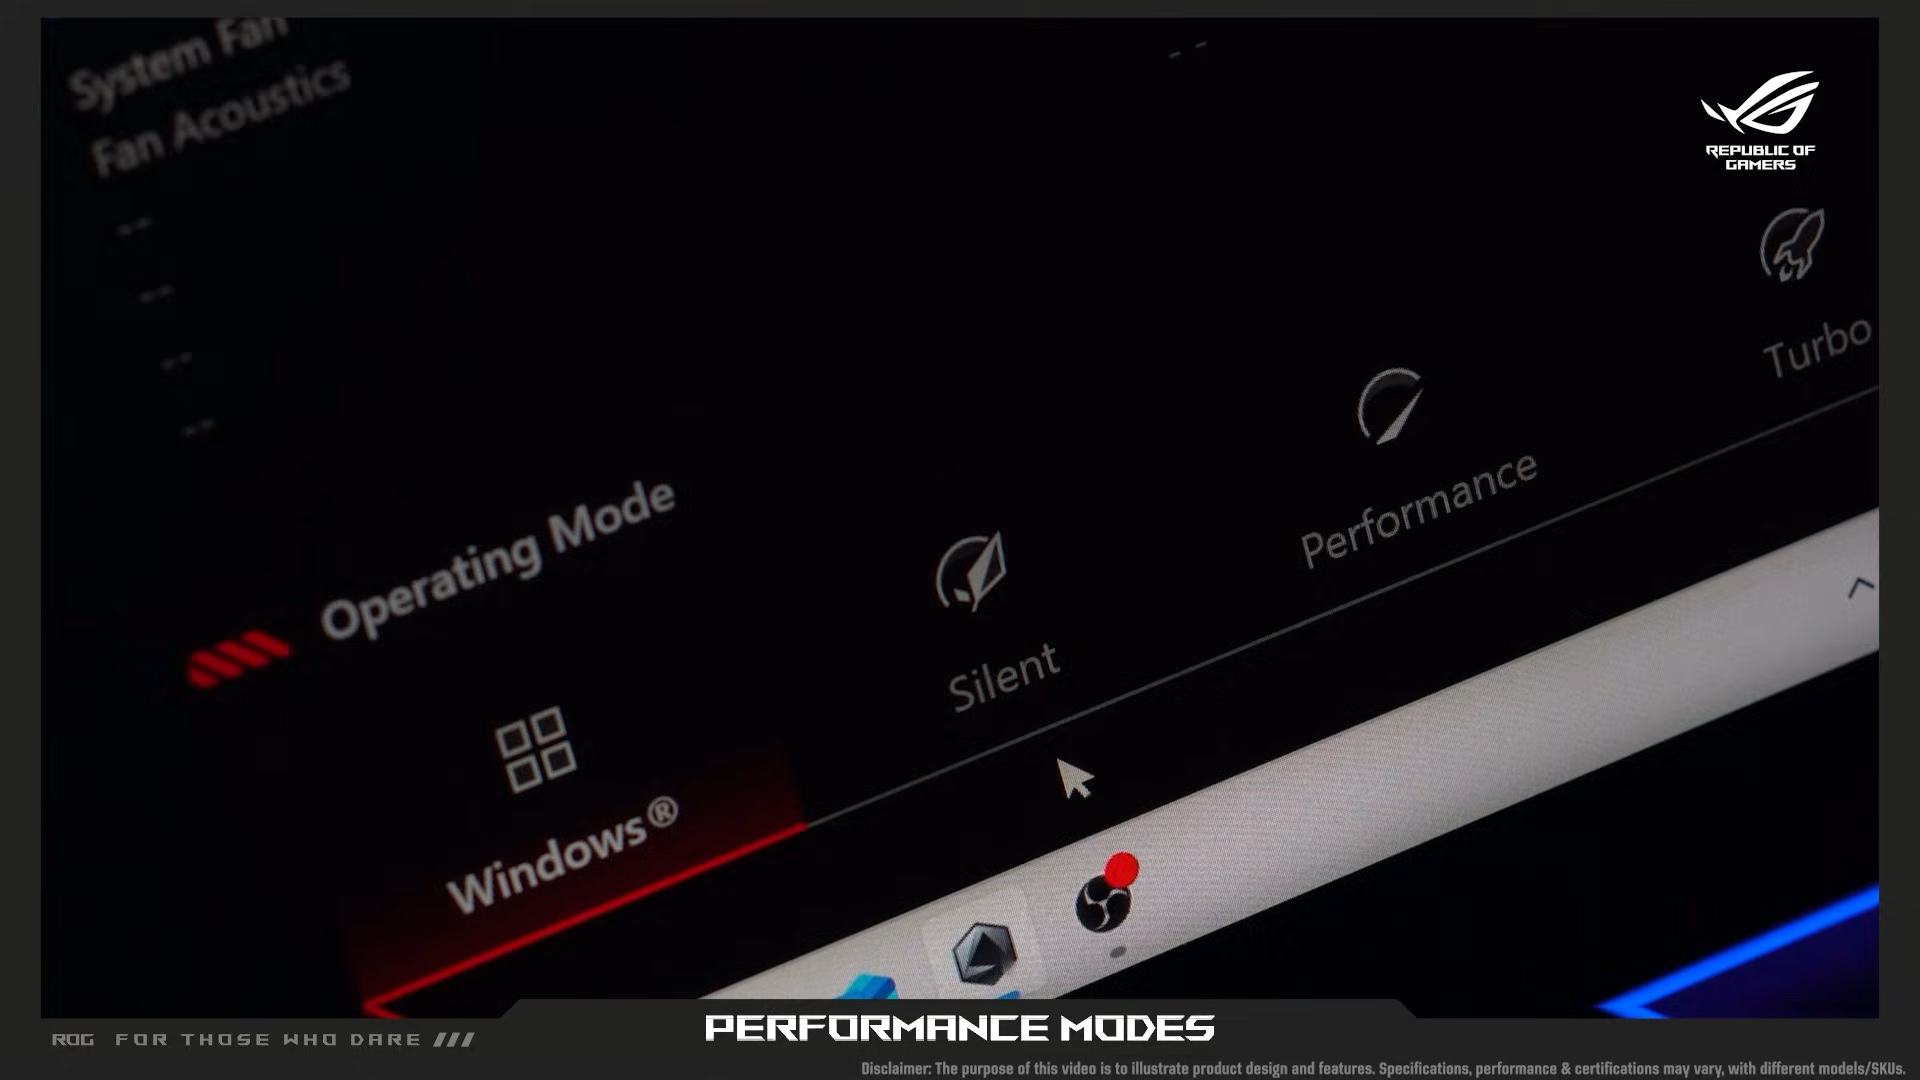 System Fan
Fan Acoustics
--
--
--
--
--
REPUBLIC OF
GAMERS
Operating Mode
Windows®
Silent
Performance
Turbo
ROG FOR THOSE WHO DARE
PERFORMANCE MODES
Disclaimer: The purpose of this video is to illustrate product design and features. Specifications, performance & certifications may vary, with different models/SKUs.